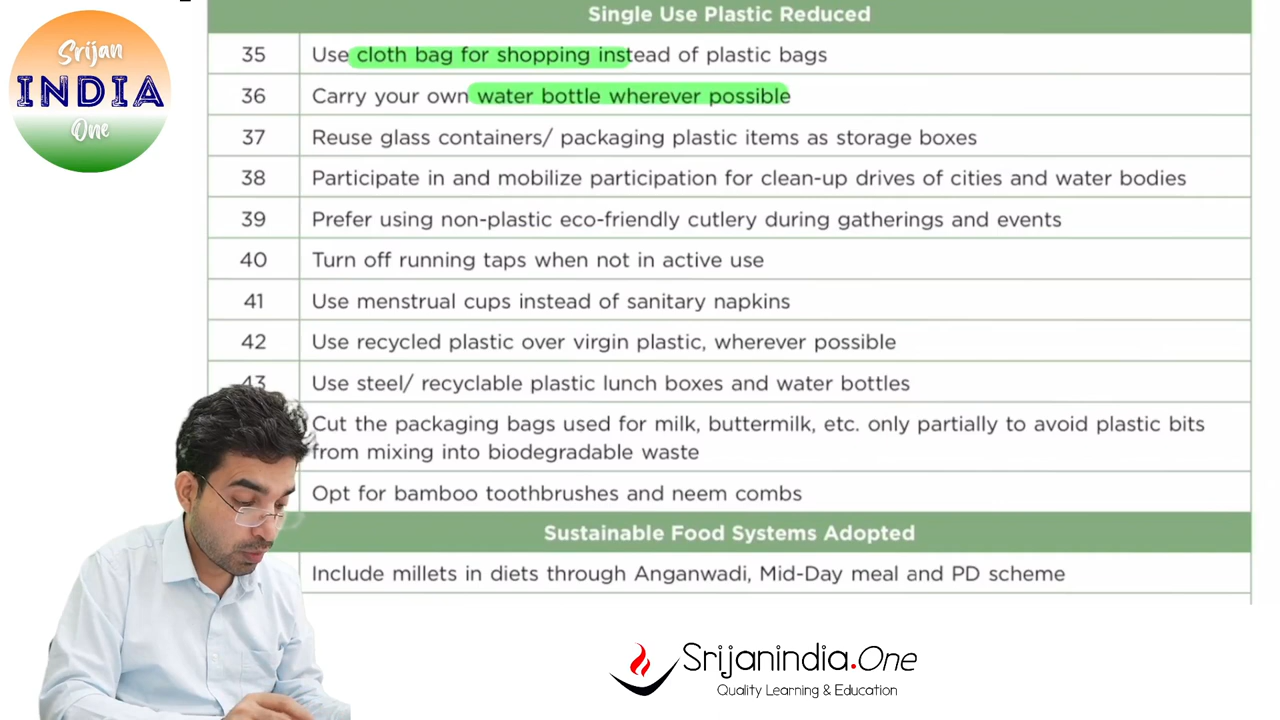 Srijan
INDIA
One
Single Use Plastic Reduced
35 Use cloth bag for shopping instead of plastic bags
36 Carry your own water bottle wherever possible
37 Reuse glass containers/ packaging plastic items as storage boxes
38 Participate in and mobilize participation for clean-up drives of cities and water bodies
39 Prefer using non-plastic eco-friendly cutlery during gatherings and events
40 Turn off running taps when not in active use
41 Use menstrual cups instead of sanitary napkins
42 Use recycled plastic over virgin plastic, wherever possible
43 Use steel/ recyclable plastic lunch boxes and water bottles
Cut the packaging bags used for milk, buttermilk, etc. only partially to avoid plastic bits
from mixing into biodegradable waste
Opt for bamboo toothbrushes and neem combs
Sustainable Food Systems Adopted
Include millets in diets through Anganwadi, Mid-Day meal and PD scheme
Srijanindia.One
Quality Learning & Education